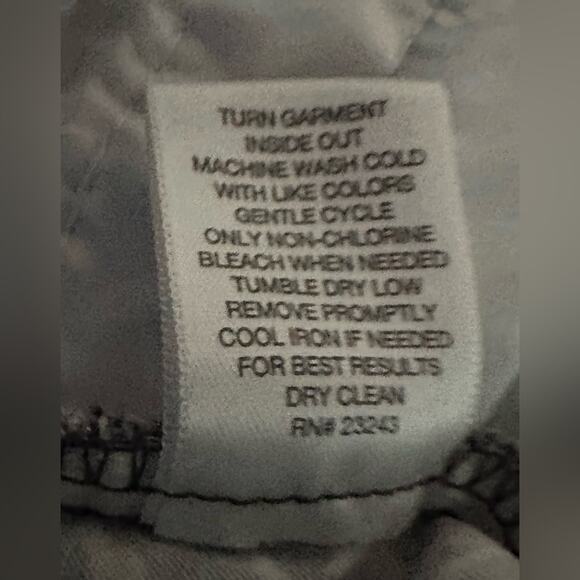 TURN GARMENT
INSIDE OUT
MACHINE WASH COLD
WITH LIKE COLORS
GENTLE CYCLE
ONLY NON-CHLORINE
BLEACH WHEN NEEDED
TUMBLE DRY LOW
REMOVE PROMPTLY
COOL IRON IF NEEDED
FOR BEST RESULTS
DRY CLEAN
RN# 23243